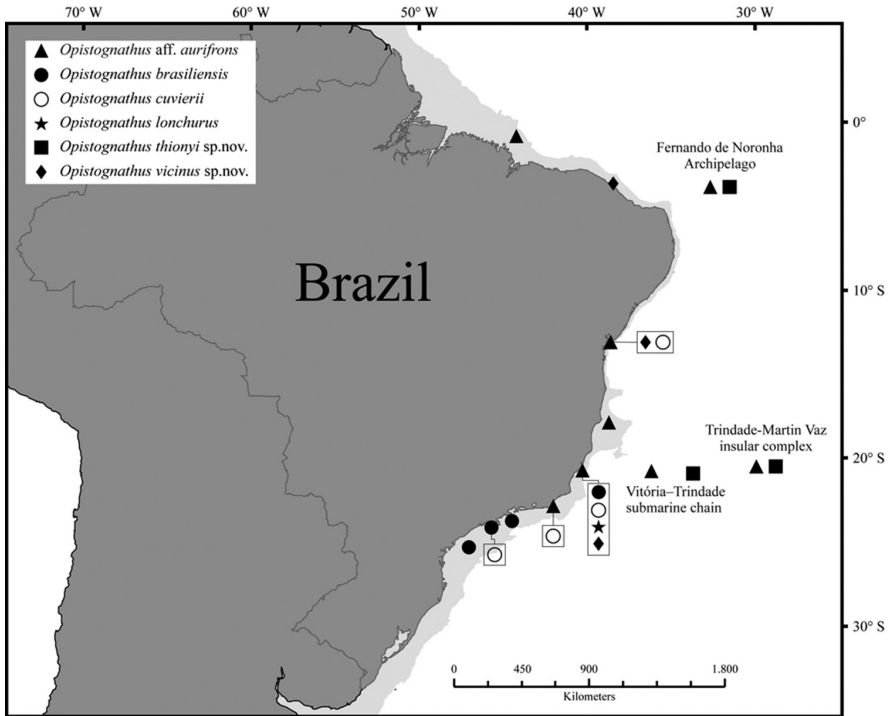 70° W
50° W
40° W
30° W
Opistognathus aff. aurifrons
Opistognathus brasiliensis
Opistognathus cuvierii
Opistognathus lonchurus
Opistognathus thionyi sp.nov.
Opistognathus vicinus sp.nov.
60° W
0°
Fernando de Noronha
Archipelago
Brazil
10° S
Trindade-Martin Vaz
insular complex
20° S
Vitória–Trindade
submarine chain
30° S
0
450
900
1.800
Kilometers